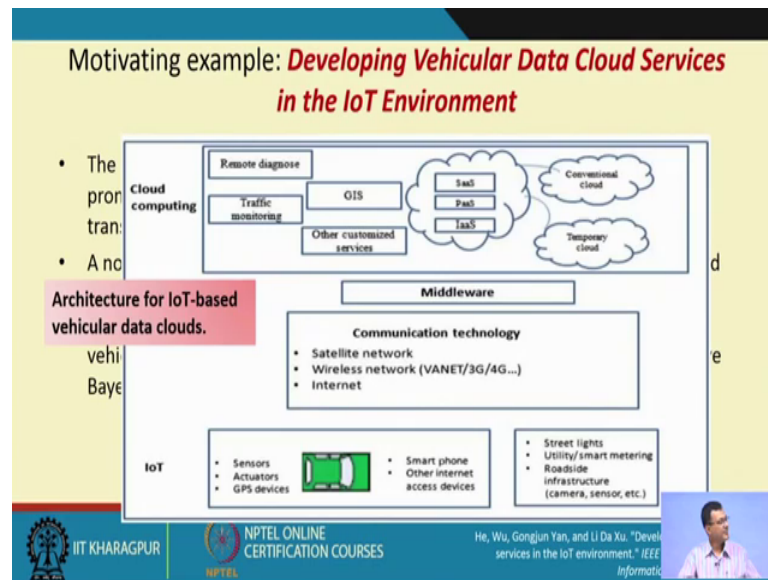 Motivating example: Developing Vehicular Data Cloud Services
in the IoT Environment
• The
pron
tran
• A no
d
vehi
e
Baye
Cloud
computing
Remote diagnose
Traffic
monitoring
GIS
Other customized
services
SaaS
PaaS
IaaS
Conventional
cloud
Temporary
cloud
Middleware
Architecture for IoT-based
vehicular data clouds.
Communication technology
• Satellite network
• Wireless network (VANET/3G/4G...)
• Internet
IoT
• Sensors
• Actuators
• GPS devices
• Smart phone
• Other internet
access devices
• Street lights
• Utility/smart metering
• Roadside
infrastructure
(camera, sensor, etc.)
IIT KHARAGPUR
NPTEL
NPTEL ONLINE
CERTIFICATION COURSES
He, Wu, Gongjun Yan, and Li Da Xu. "Devel
services in the IoT environment." IEEE
Informatio